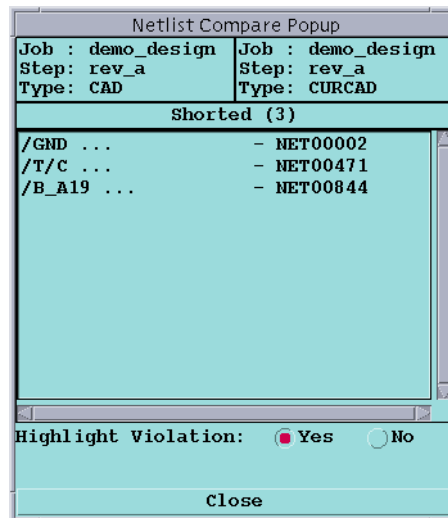 Netlist Compare Popup
Job : demo_design Job : demo_design
Step: rev_a Step: rev_a
Type: CAD Type: CURCAD
Shorted (3)
/GND ... - NET00002
/T/C ... - NET00471
/B_A19 ... - NET00844
Highlight Violation: Yes No
Close